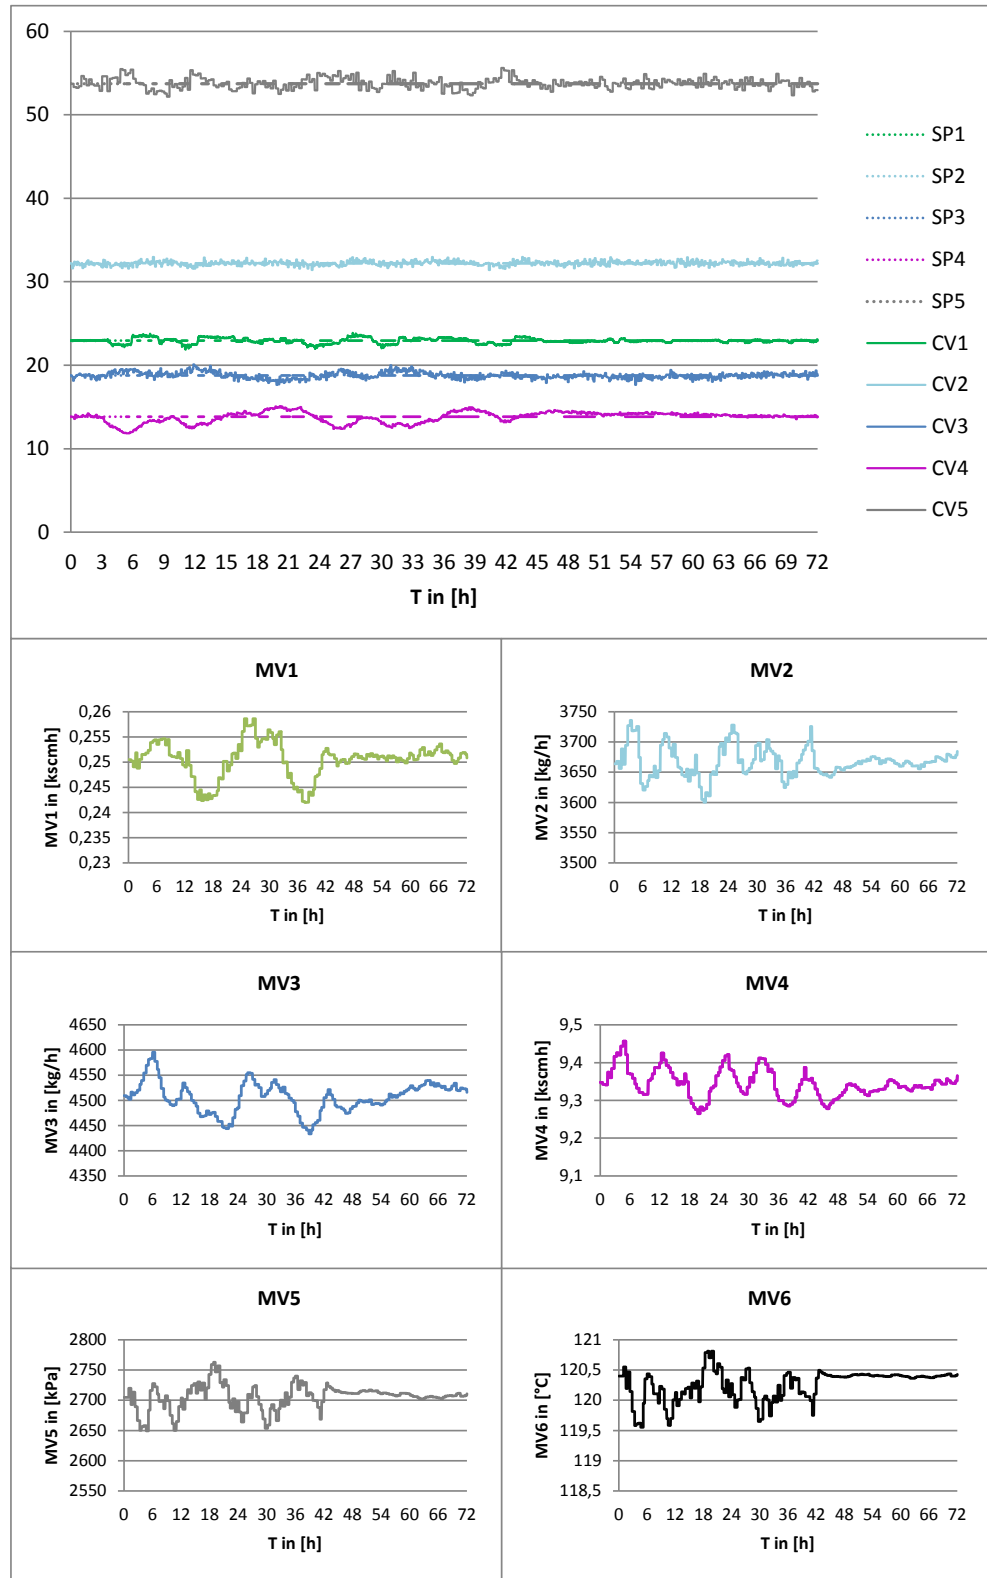 60
50
40
30
20
10
0
0 3 6 9 12 15 18 21 24 27 30 33 36 39 42 45 48 51 54 57 60 63 66 69 72
T in [h]
SP1
SP2
SP3
SP4
SP5
CV1
CV2
CV3
CV4
CV5
MV1
MV1 in [kscmh]
0,26
0,255
0,25
0,245
0,24
0,235
0,23
0 6 12 18 24 30 36 42 48 54 60 66 72
T in [h]
MV2
MV2 in [kg/h]
3750
3700
3650
3600
3550
3500
0 6 12 18 24 30 36 42 48 54 60 66 72
T in [h]
MV3
MV3 in [kg/h]
4650
4600
4550
4500
4450
4400
4350
0 6 12 18 24 30 36 42 48 54 60 66 72
T in [h]
MV4
MV4 in [kscmh]
9,5
9,4
9,3
9,2
9,1
0 6 12 18 24 30 36 42 48 54 60 66 72
T in [h]
MV5
MV5 in [kPa]
2800
2750
2700
2650
2600
2550
0 6 12 18 24 30 36 42 48 54 60 66 72
T in [h]
MV6
MV6 in [°C]
121
120,5
120
119,5
119
118,5
0 6 12 18 24 30 36 42 48 54 60 66 72
T in [h]